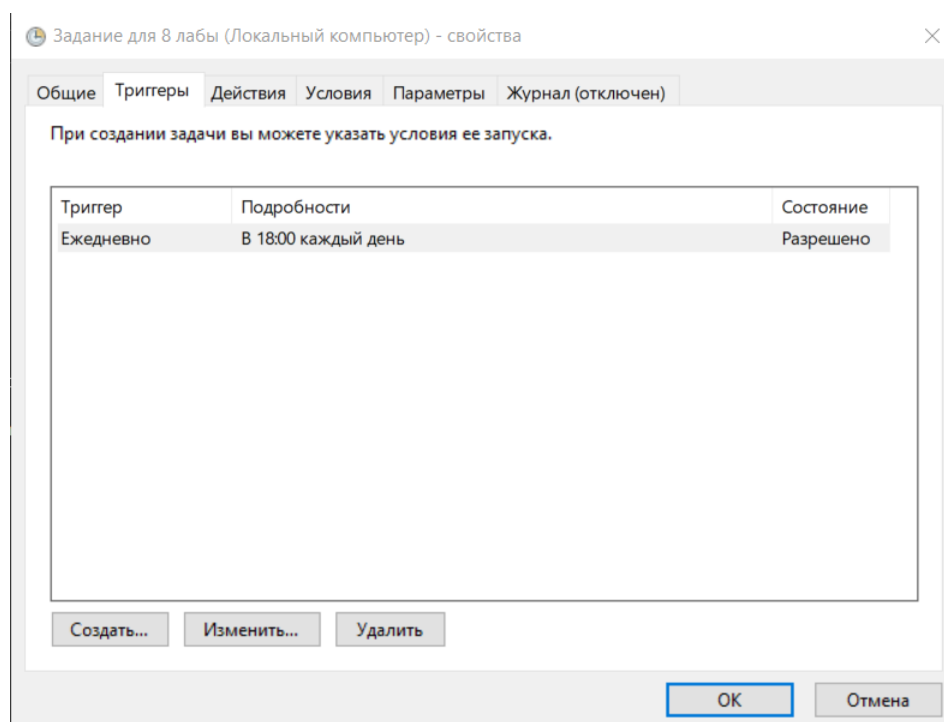 Задание для 8 лабы (Локальный компьютер) - свойства
Общие Триггеры Действия Условия Параметры Журнал (отключен)
При создании задачи вы можете указать условия ее запуска.
Триггер Подробности Состояние
Ежедневно В 18:00 каждый день Разрешено
Создать... Изменить... Удалить
ОК Отмена